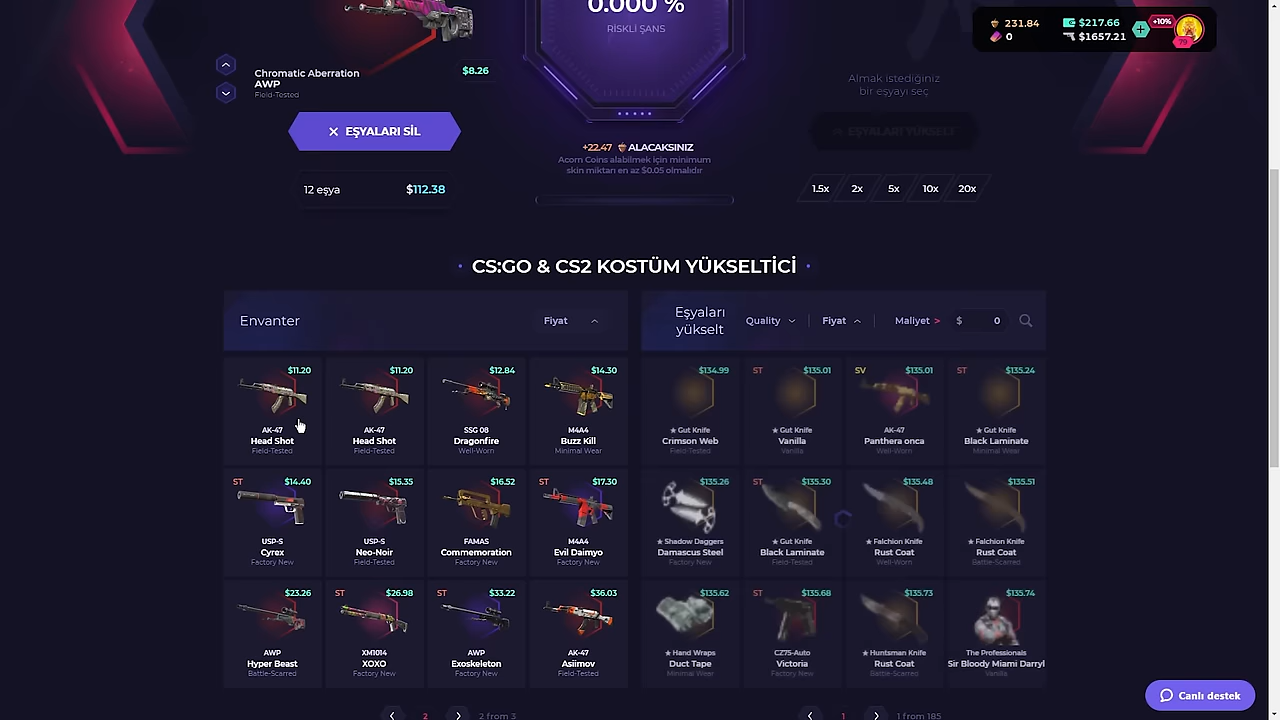 0.000 %
RİSKLİ ŞANS
231.84
0
$217.66
$1657.21
+10%
79
Chromatic Aberration
AWP
Field-Tested
$8.26
Almak istediğiniz
bir eşyayı seç
EŞYALARI SİL
EŞYALARI YÜKSELT
+22.47 ALACAKSINIZ
Acorn Coins alabilmek için minimum
skin miktarı en az $0.05 olmalıdır
12 eşya $112.38
1.5x 2x 5x 10x 20x
CS:GO & CS2 KOSTÜM YÜKSELTİCİ
Envanter
Fiyat
Eşyaları
yükselt
Quality
Fiyat
Maliyet >
$ 0
$11.20
AK-47
Head Shot
Field-Tested
$11.20
AK-47
Head Shot
Field-Tested
$12.84
SSG 08
Dragonfire
Well-Worn
$14.30
M4A4
Buzz Kill
Minimal Wear
ST $14.40
USP-S
Cyrex
Factory New
$15.35
USP-S
Neo-Noir
Field-Tested
$16.52
FAMAS
Commemoration
Factory New
ST $17.30
M4A4
Evil Daimyo
Factory New
$23.26
AWP
Hyper Beast
Battle-Scarred
ST $26.98
XM1014
XOXO
Factory New
ST $33.22
AWP
Exoskeleton
Factory New
$36.03
AK-47
Asiimov
Field-Tested
2
2 from 3
$134.99
★ Gut Knife
Crimson Web
Field-Tested
ST $135.01
★ Gut Knife
Vanilla
Vanilla
SV $135.01
AK-47
Panthera onca
Well-Worn
ST $135.24
★ Gut Knife
Black Laminate
Minimal Wear
$135.26
★ Shadow Daggers
Damascus Steel
Factory New
ST $135.30
★ Gut Knife
Black Laminate
Field-Tested
$135.48
★ Falchion Knife
Rust Coat
Well-Worn
$135.51
★ Falchion Knife
Rust Coat
Battle-Scarred
$135.62
★ Hand Wraps
Duct Tape
Minimal Wear
ST $135.68
CZ75-Auto
Victoria
Factory New
$135.73
★ Huntsman Knife
Rust Coat
Battle-Scarred
$135.74
The Professionals
Sir Bloody Miami Darryl
Vanilla
1
1 from 185
Canlı destek